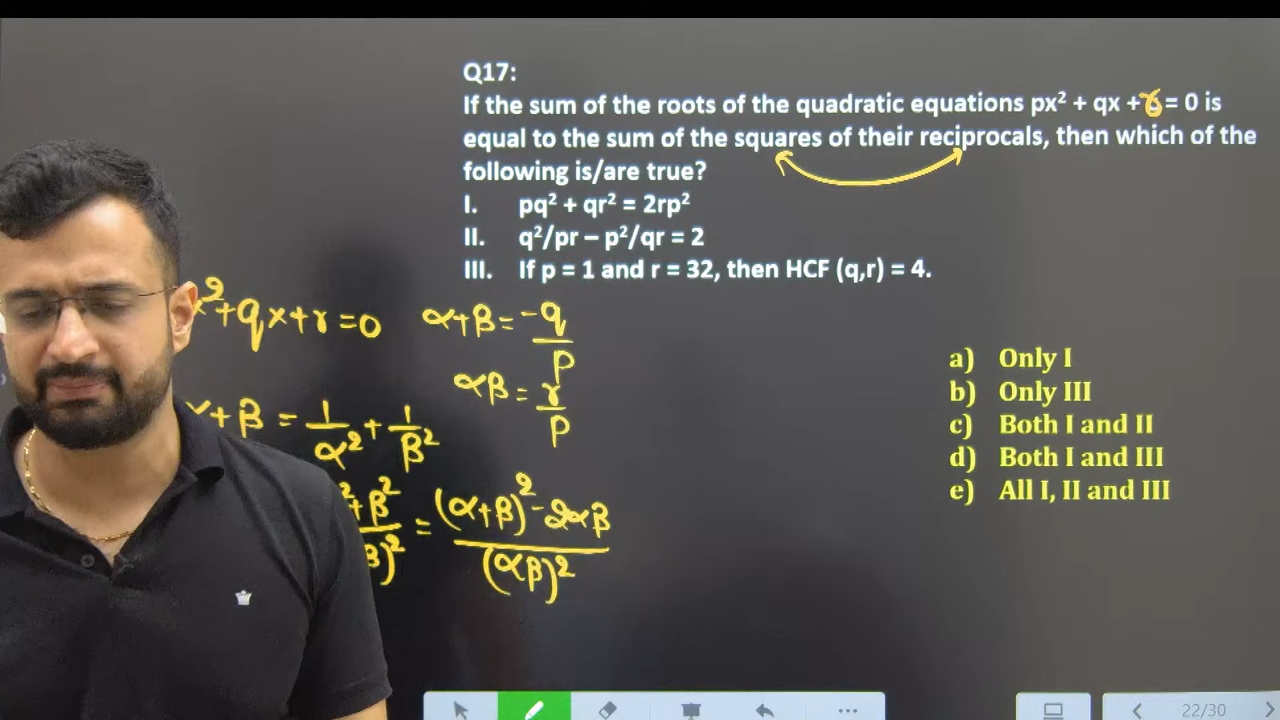 Q17:
If the sum of the roots of the quadratic equations px² + qx + r = 0 is
equal to the sum of the squares of their reciprocals, then which of the
following is/are true?
I. pq² + qr² = 2rp²
II. q²/pr – p²/qr = 2
III. If p = 1 and r = 32, then HCF (q,r) = 4.
x²+qx+r=0
α+β = -q/p
αβ = r/p
+β = 1/α² + 1/β²
²+β² / β)² = (α+β)²-2αβ / (αβ)²
a) Only I
b) Only III
c) Both I and II
d) Both I and III
e) All I, II and III
22/30